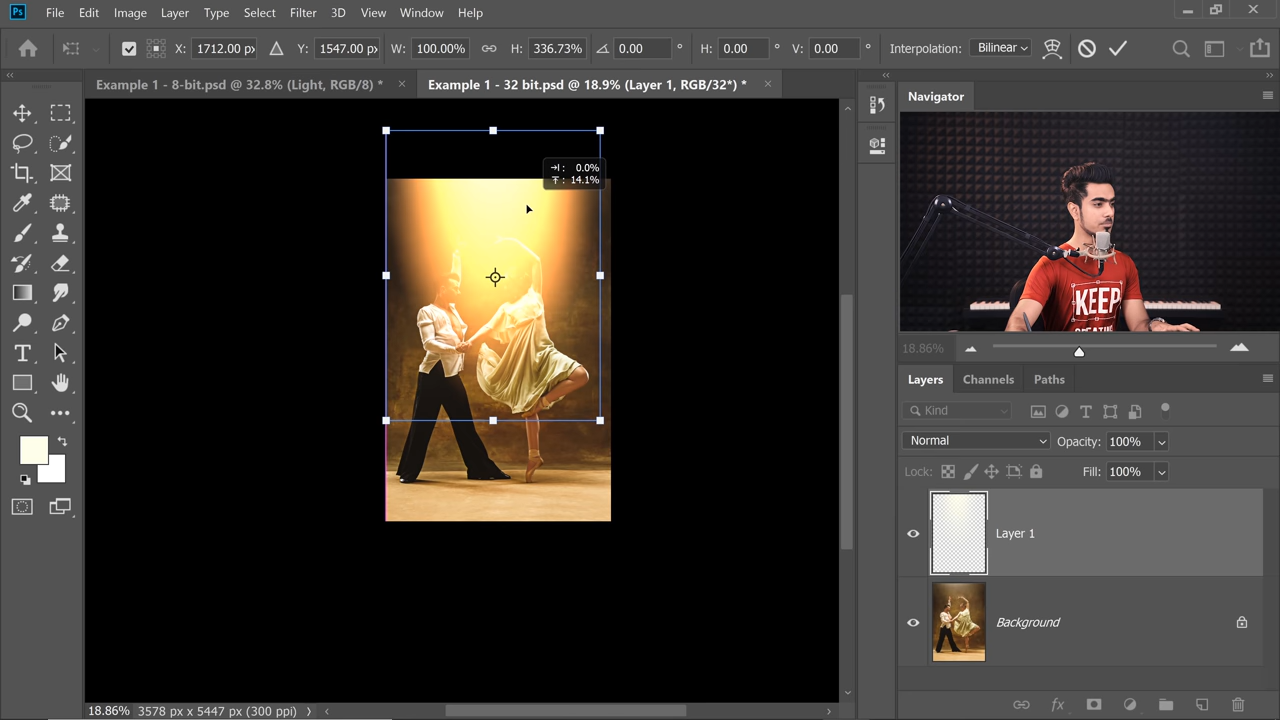 Ps File Edit Image Layer Type Select Filter 3D View Window Help
X: 1712.00 px Y: 1547.00 px W: 100.00% H: 336.73% 0.00 ° H: 0.00 ° V: 0.00 ° Interpolation: Bilinear
Example 1 - 8-bit.psd @ 32.8% (Light, RGB/8) * × Example 1 - 32 bit.psd @ 18.9% (Layer 1, RGB/32*) * ×
Navigator
0.0%
14.1%
KEEP
CREATING
18.86%
Layers Channels Paths
Kind
Normal Opacity: 100%
Lock: Fill: 100%
Layer 1
Background
18.86% 3578 px x 5447 px (300 ppi)